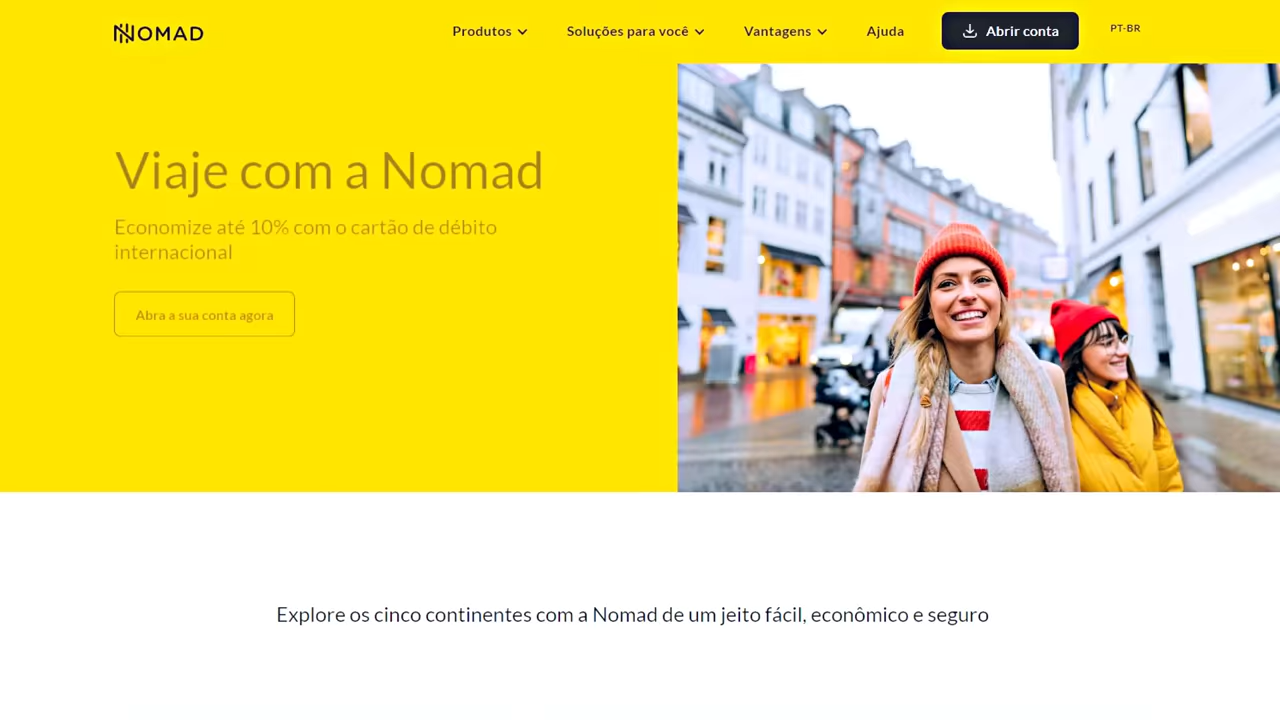 NOMAD
Produtos
Soluções para você
Vantagens
Ajuda
Abrir conta
PT-BR
Viaje com a Nomad
Economize até 10% com o cartão de débito
internacional
Abra a sua conta agora
Explore os cinco continentes com a Nomad de um jeito fácil, econômico e seguro